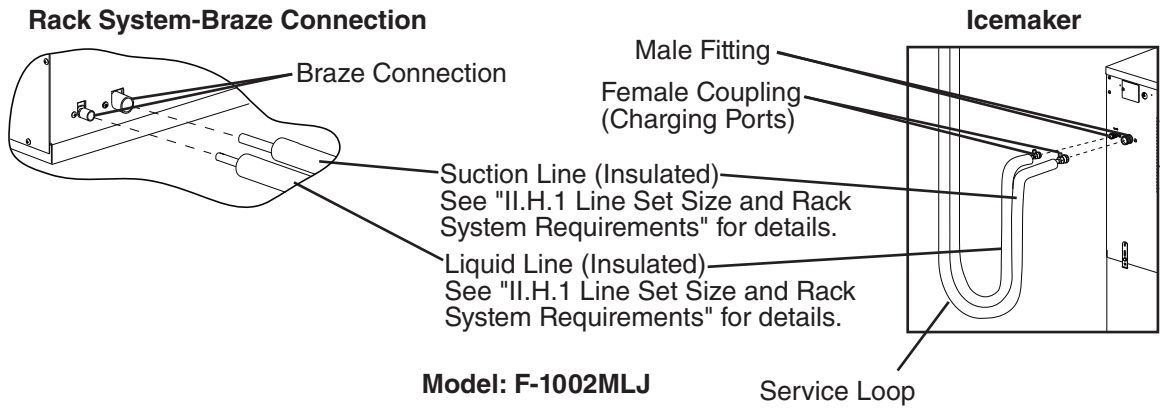 Rack System-Braze Connection
Icemaker
Male Fitting
Braze Connection
Female Coupling
(Charging Ports)
Suction Line (Insulated)
See "II.H.1 Line Set Size and Rack
System Requirements" for details.
Liquid Line (Insulated)
See "II.H.1 Line Set Size and Rack
System Requirements" for details.
Model: F-1002MLJ
Service Loop